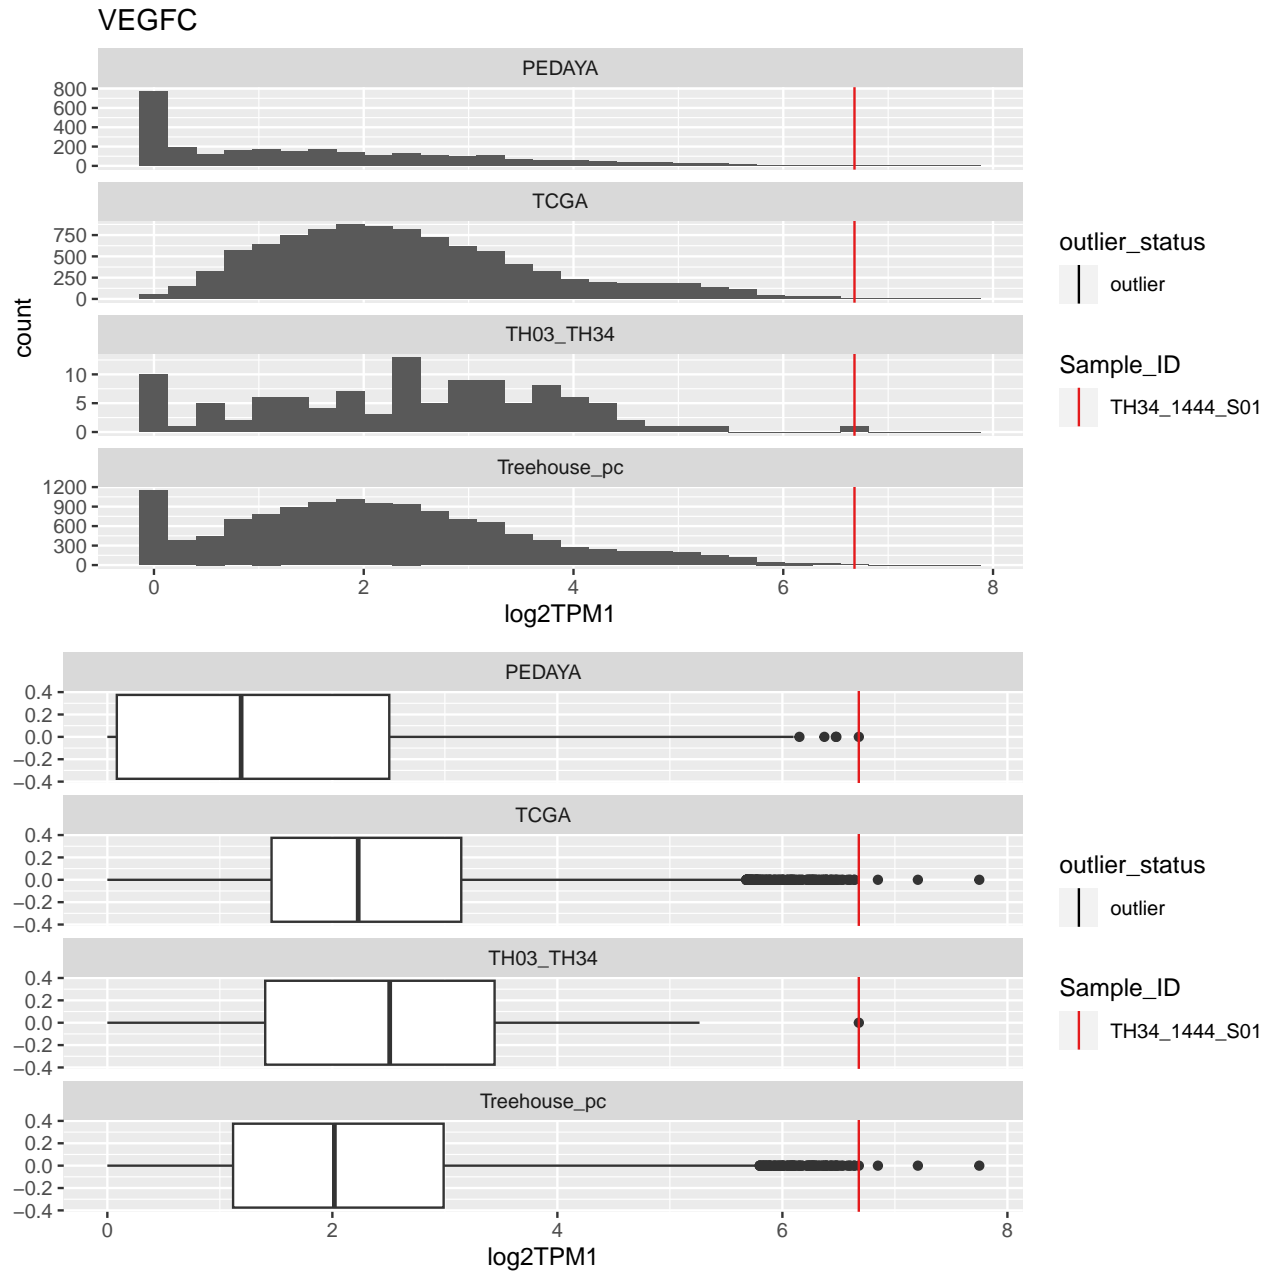 VEGFC
PEDAYA
800
600
400
200
0
TCGA
750
500
250
0
TH03_TH34
10
5
0
Treehouse_pc
1200
900
600
300
0
0 2 4 6 8
log2TPM1
count
outlier_status
outlier
Sample_ID
TH34_1444_S01
PEDAYA
0.4
0.2
0.0
−0.2
−0.4
TCGA
0.4
0.2
0.0
−0.2
−0.4
TH03_TH34
0.4
0.2
0.0
−0.2
−0.4
Treehouse_pc
0.4
0.2
0.0
−0.2
−0.4
0 2 4 6 8
log2TPM1
outlier_status
outlier
Sample_ID
TH34_1444_S01